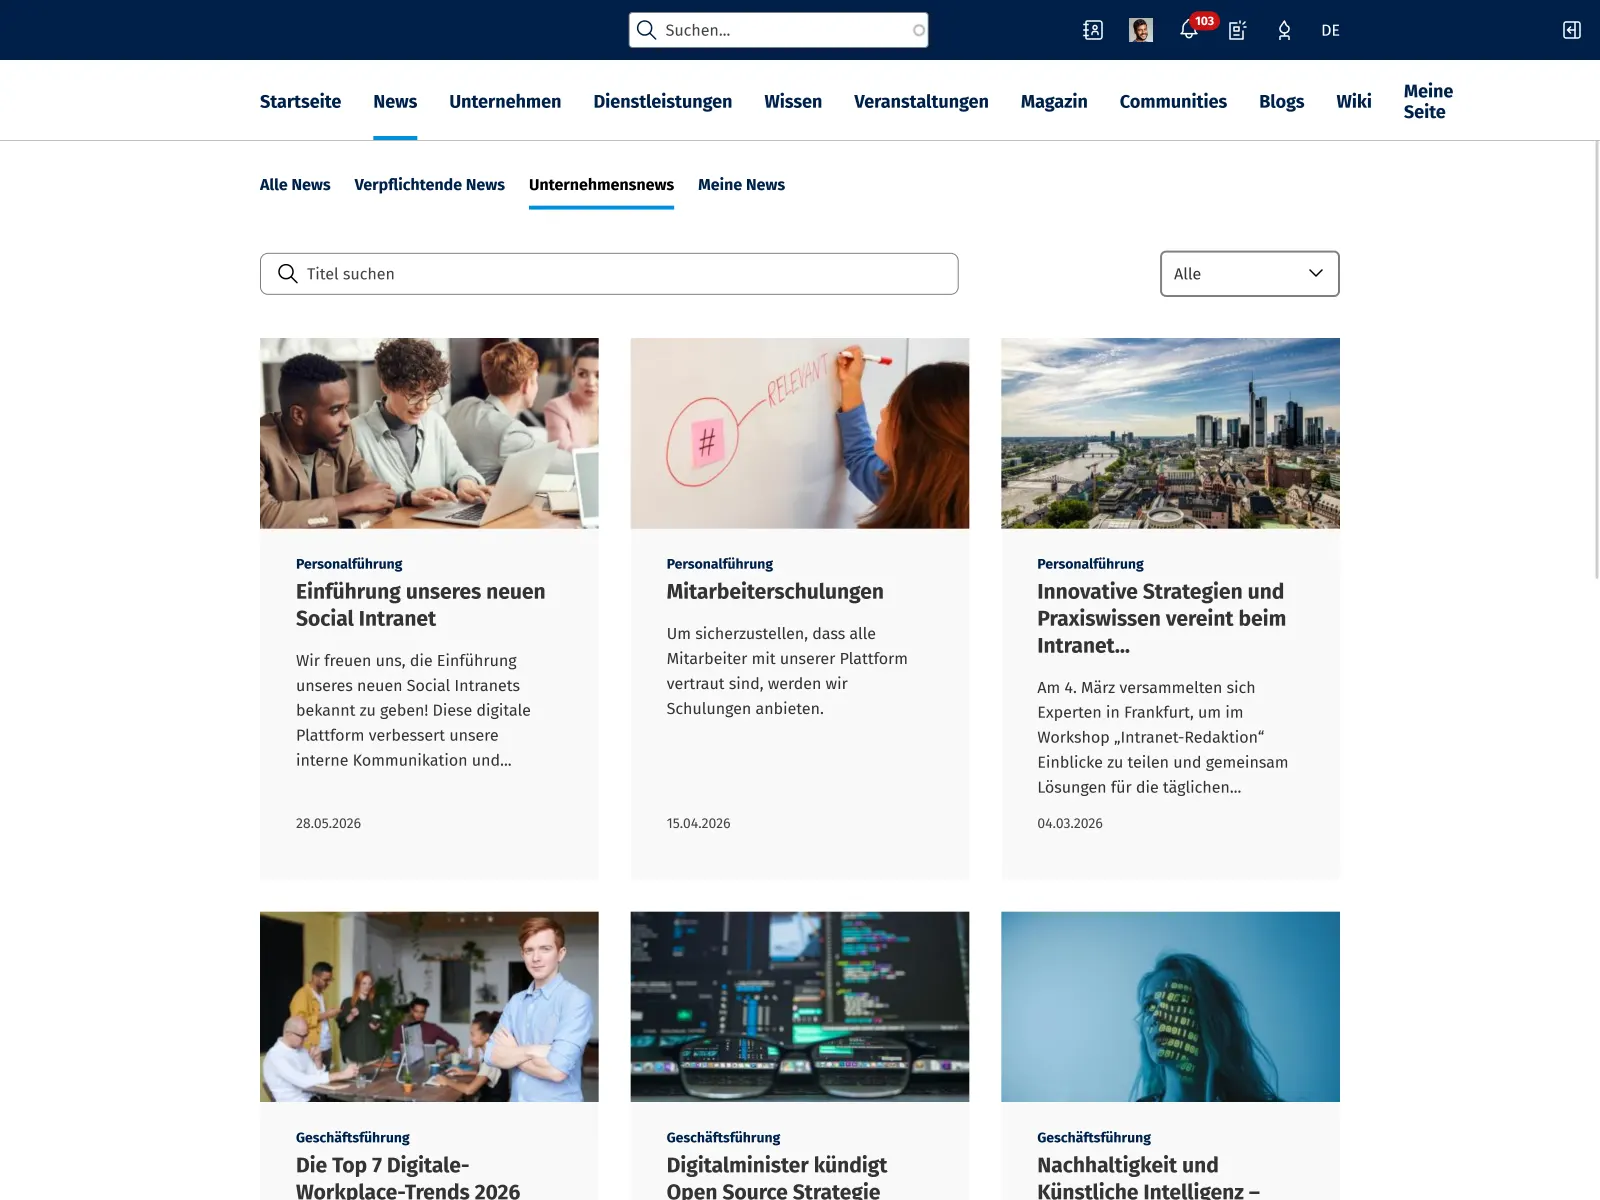 Suchen...
103
DE
Startseite
News
Unternehmen
Dienstleistungen
Wissen
Veranstaltungen
Magazin
Communities
Blogs
Wiki
Meine
Seite
Alle News
Verpflichtende News
Unternehmensnews
Meine News
Titel suchen
Alle
RELEVANT
#
Personalführung
Einführung unseres neuen
Social Intranet
Wir freuen uns, die Einführung
unseres neuen Social Intranets
bekannt zu geben! Diese digitale
Plattform verbessert unsere
interne Kommunikation und...
28.05.2026
Personalführung
Mitarbeiterschulungen
Um sicherzustellen, dass alle
Mitarbeiter mit unserer Plattform
vertraut sind, werden wir
Schulungen anbieten.
15.04.2026
Personalführung
Innovative Strategien und
Praxiswissen vereint beim
Intranet...
Am 4. März versammelten sich
Experten in Frankfurt, um im
Workshop „Intranet-Redaktion“
Einblicke zu teilen und gemeinsam
Lösungen für die täglichen...
04.03.2026
Geschäftsführung
Die Top 7 Digitale-
Workplace-Trends 2026
Geschäftsführung
Digitalminister kündigt
Open Source Strategie
Geschäftsführung
Nachhaltigkeit und
Künstliche Intelligenz –